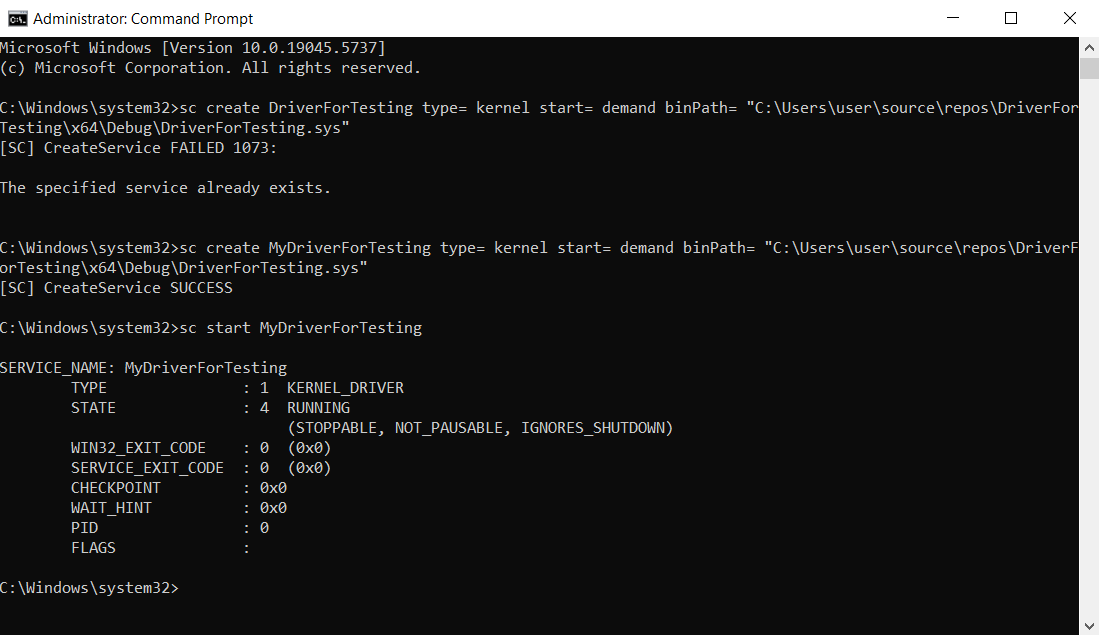 Administrator: Command Prompt
Microsoft Windows [Version 10.0.19045.5737]
(c) Microsoft Corporation. All rights reserved.
C:\Windows\system32>sc create DriverForTesting type= kernel start= demand binPath= "C:\Users\user\source\repos\DriverFor
Testing\x64\Debug\DriverForTesting.sys"
[SC] CreateService FAILED 1073:
The specified service already exists.
C:\Windows\system32>sc create MyDriverForTesting type= kernel start= demand binPath= "C:\Users\user\source\repos\DriverF
orTesting\x64\Debug\DriverForTesting.sys"
[SC] CreateService SUCCESS
C:\Windows\system32>sc start MyDriverForTesting
SERVICE_NAME: MyDriverForTesting
        TYPE               : 1  KERNEL_DRIVER
        STATE              : 4  RUNNING
                                (STOPPABLE, NOT_PAUSABLE, IGNORES_SHUTDOWN)
        WIN32_EXIT_CODE    : 0  (0x0)
        SERVICE_EXIT_CODE  : 0  (0x0)
        CHECKPOINT         : 0x0
        WAIT_HINT          : 0x0
        PID                : 0
        FLAGS              :
C:\Windows\system32>